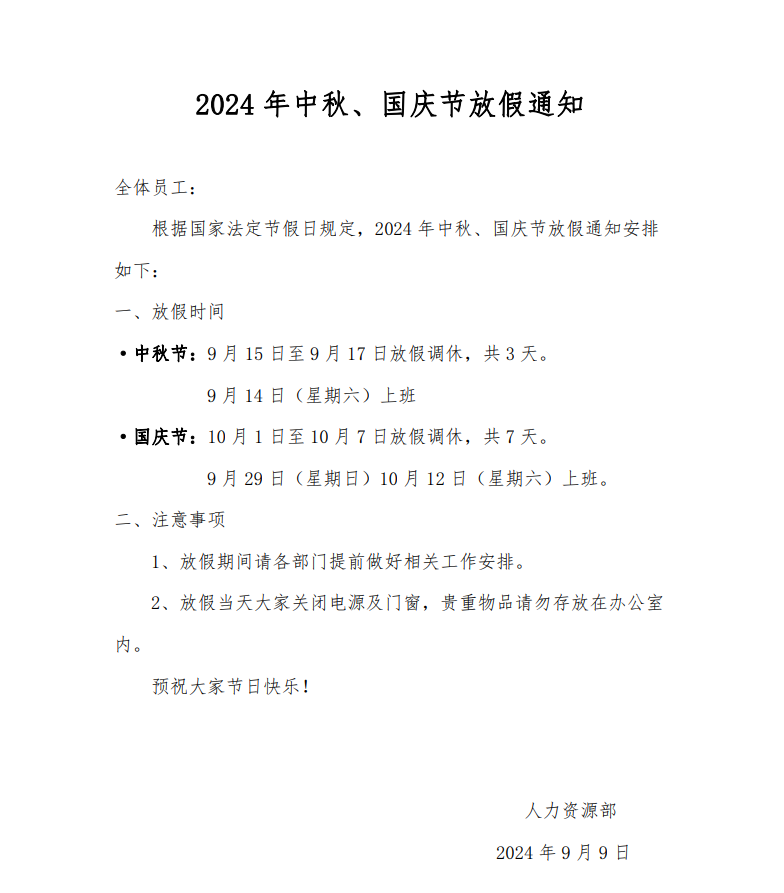 2024 年中秋、国庆节放假通知
全体员工：
根据国家法定节假日规定，2024 年中秋、国庆节放假通知安排
如下：
一、放假时间
•中秋节：9 月 15 日至 9 月 17 日放假调休，共 3 天。
9 月 14 日（星期六）上班
•国庆节：10 月 1 日至 10 月 7 日放假调休，共 7 天。
9 月 29 日（星期日）10 月 12 日（星期六）上班。
二、注意事项
1、放假期间请各部门提前做好相关工作安排。
2、放假当天大家关闭电源及门窗，贵重物品请勿存放在办公室
内。
预祝大家节日快乐！
人力资源部
2024 年 9 月 9 日